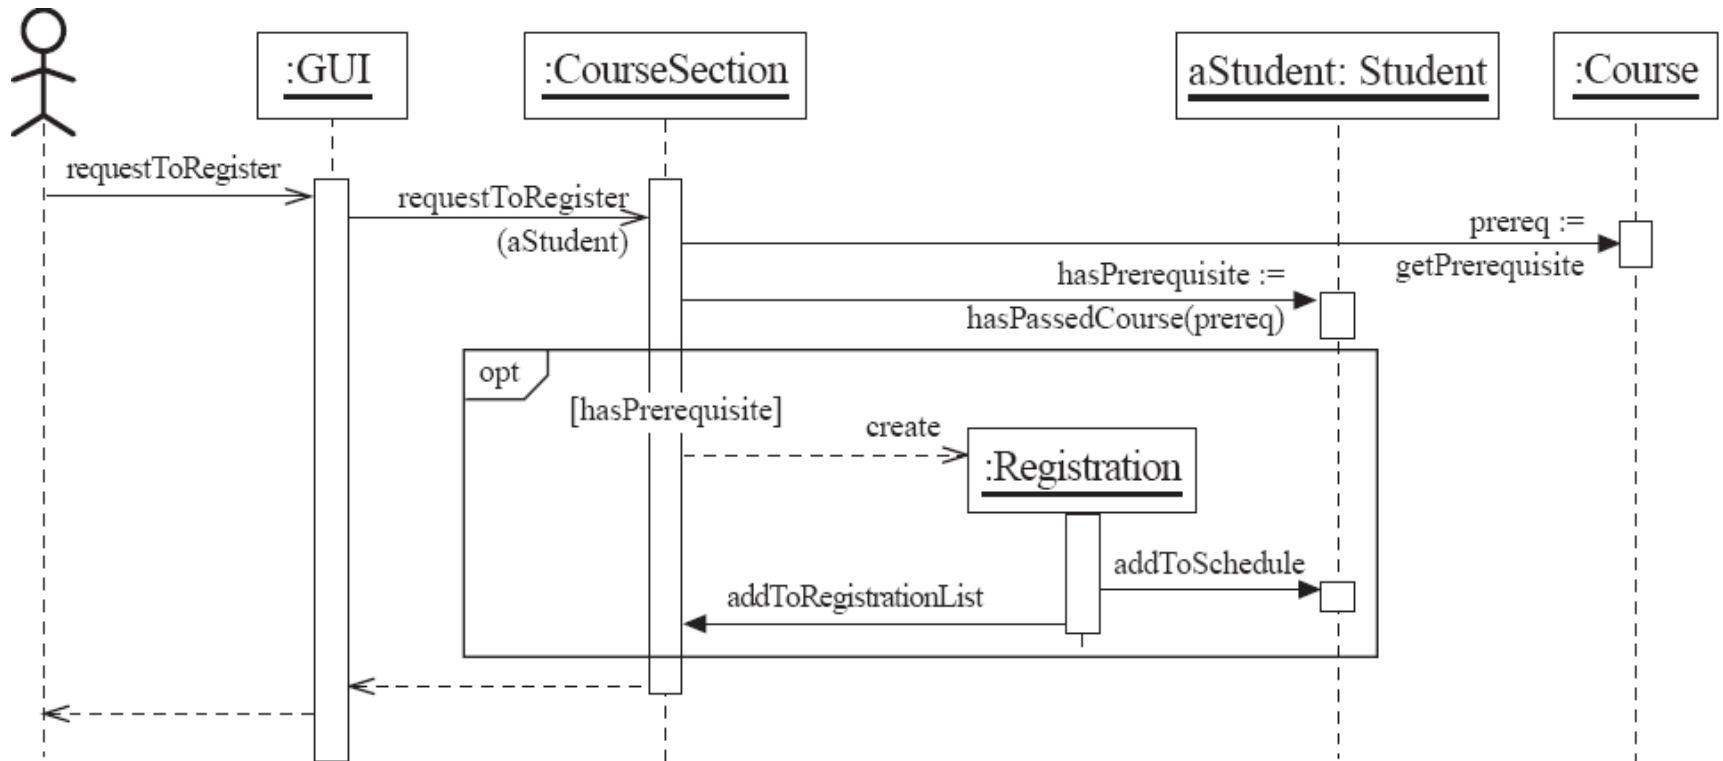 :GUI
:CourseSection
aStudent: Student
:Course
requestToRegister
requestToRegister
(aStudent)
prereq :=
getPrerequisite
hasPrerequisite :=
hasPassedCourse(prereq)
opt
[hasPrerequisite]
create
:Registration
addToSchedule
addToRegistrationList